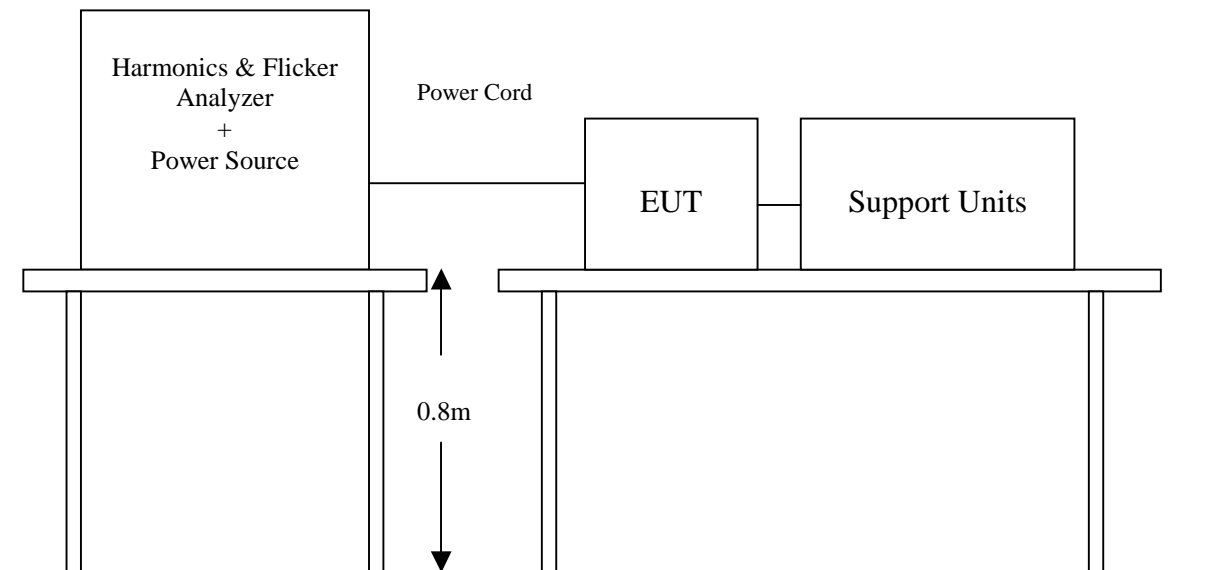 Harmonics & Flicker
Analyzer
+
Power Source
Power Cord
EUT
Support Units
0.8m